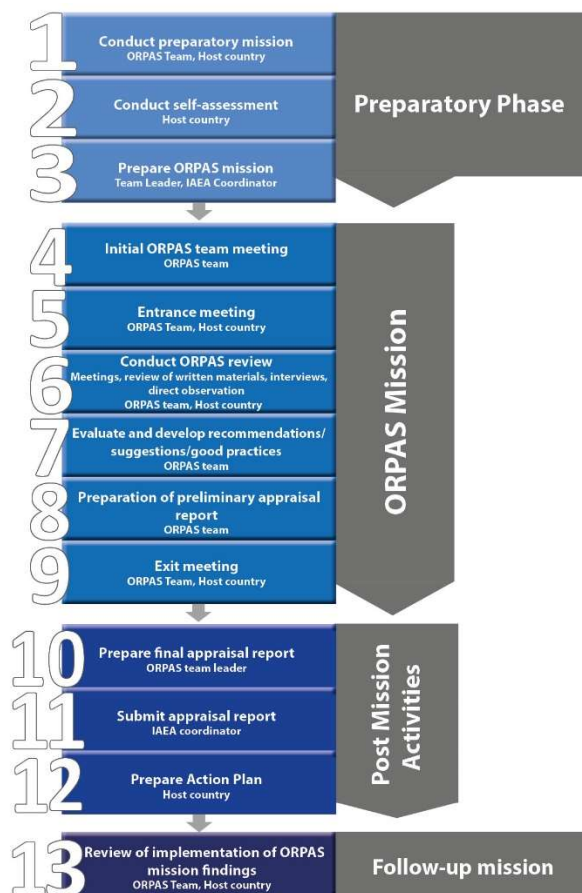 1
Conduct preparatory mission
ORPAS Team, Host country
2
Conduct self-assessment
Host country
3
Prepare ORPAS mission
Team Leader, IAEA Coordinator
Preparatory Phase
4
Initial ORPAS team meeting
ORPAS team
5
Entrance meeting
ORPAS Team, Host country
6
Conduct ORPAS review
Meetings, review of written materials, interviews,
direct observation
ORPAS team, Host country
7
Evaluate and develop recommendations/
suggestions/good practices
ORPAS team
8
Preparation of preliminary appraisal
report
ORPAS team
9
Exit meeting
ORPAS Team, Host country
ORPAS Mission
10
Prepare final appraisal report
ORPAS team leader
11
Submit appraisal report
IAEA coordinator
12
Prepare Action Plan
Host country
Post Mission
Activities
13
Review of implementation of ORPAS
mission findings
ORPAS Team, Host country
Follow-up mission